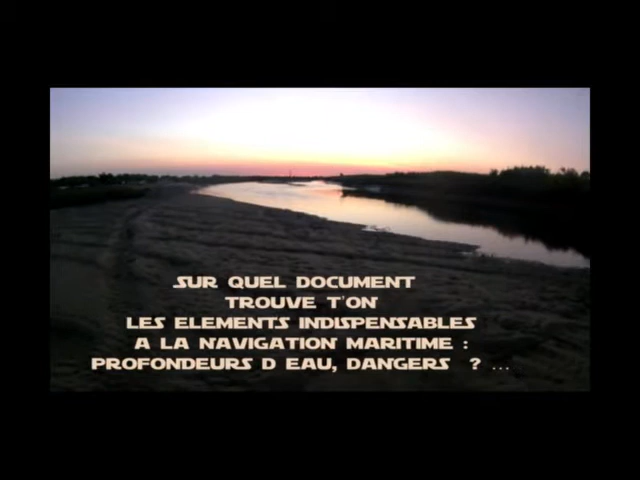 SUR QUEL DOCUMENT
TROUVE T'ON
LES ELEMENTS INDISPENSABLES
A LA NAVIGATION MARITIME :
PROFONDEURS D EAU, DANGERS ? ...